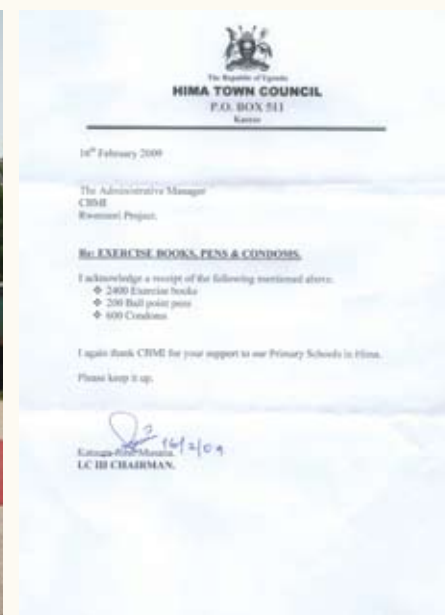 The Republic of Uganda
HIMA TOWN COUNCIL
P.O. BOX 511
Kasese
16th February 2009
The Administrative Manager
CBMI
Rwenzori Project.
Re: EXERCISE BOOKS, PENS & CONDOMS.
I acknowledge a receipt of the following mentioned above.
❖ 2400 Exercise books
❖ 200 Ball point pens
❖ 600 Condoms
I again thank CBMI for your support to our Primary Schools in Hima.
Please keep it up.
16/2/09
LC III CHAIRMAN.